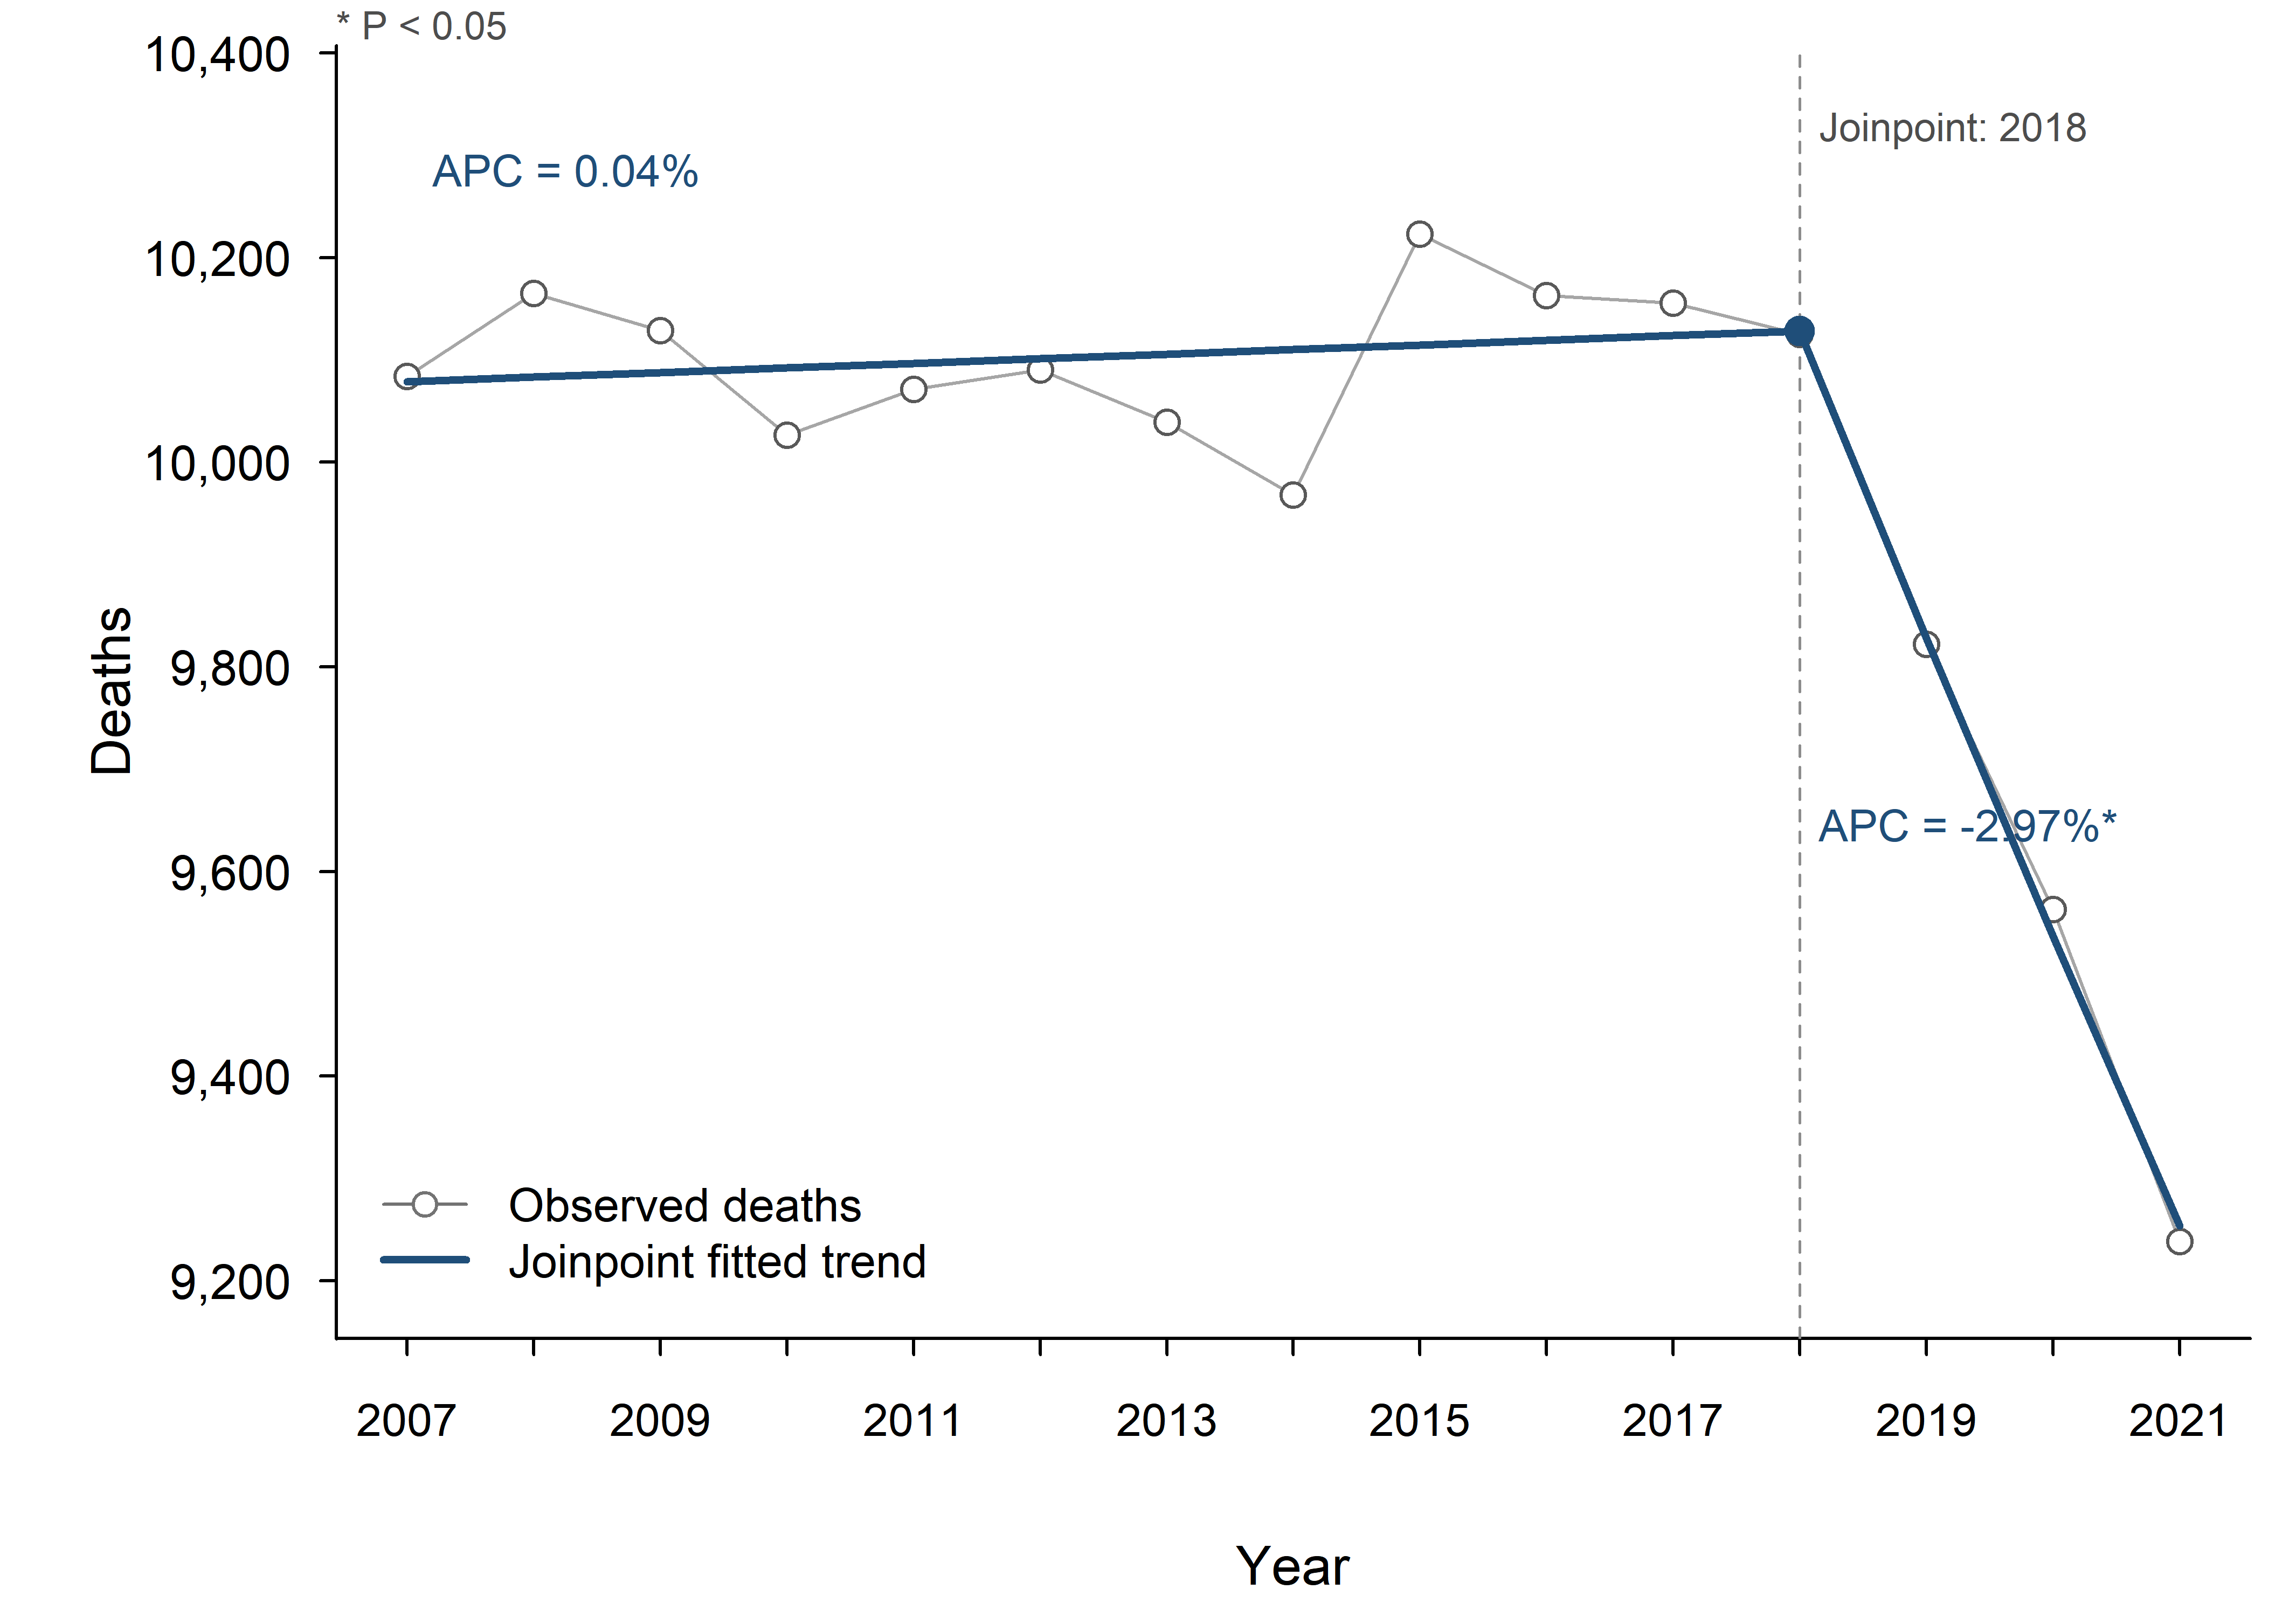 * P < 0.05
10,400
Joinpoint: 2018
APC = 0.04%
10,200
10,000
9,800
Deaths
APC = -2.97%*
9,600
9,400
9,200
Observed deaths
Joinpoint fitted trend
2007 2009 2011 2013 2015 2017 2019 2021
Year